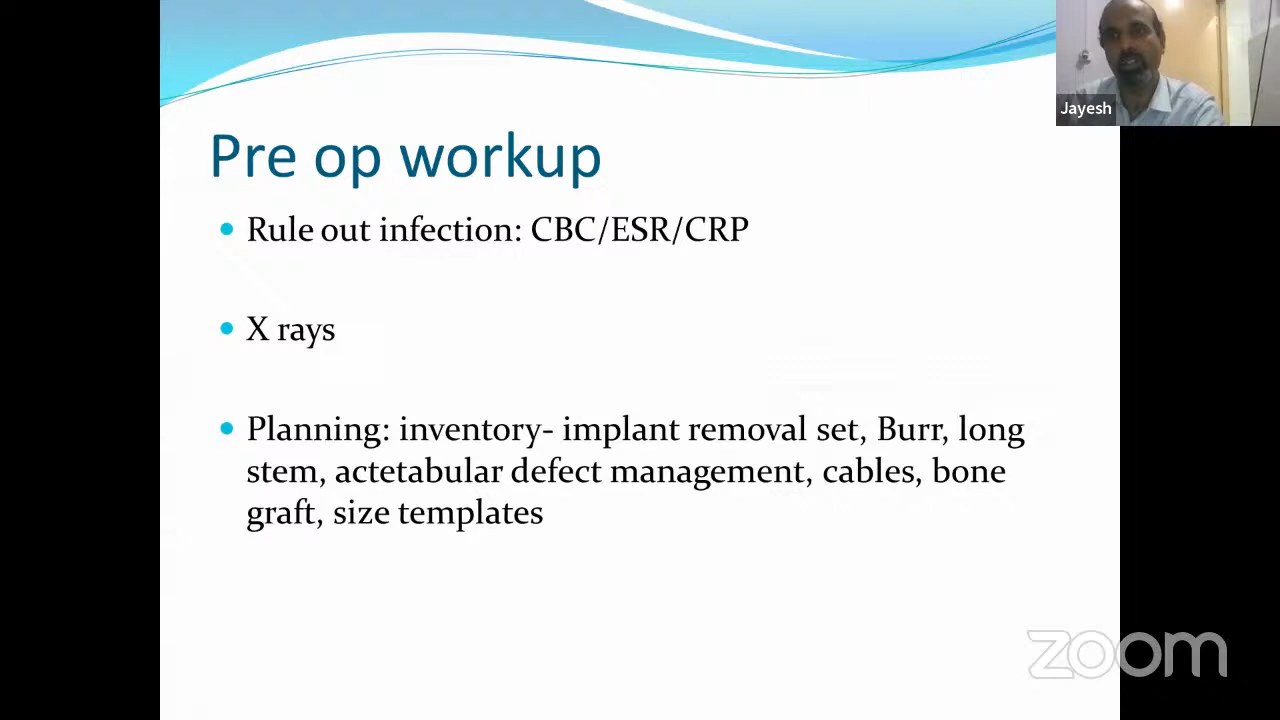 Jayesh
Pre op workup
Rule out infection: CBC/ESR/CRP
X rays
Planning: inventory- implant removal set, Burr, long
stem, actetabular defect management, cables, bone
graft, size templates
zoom